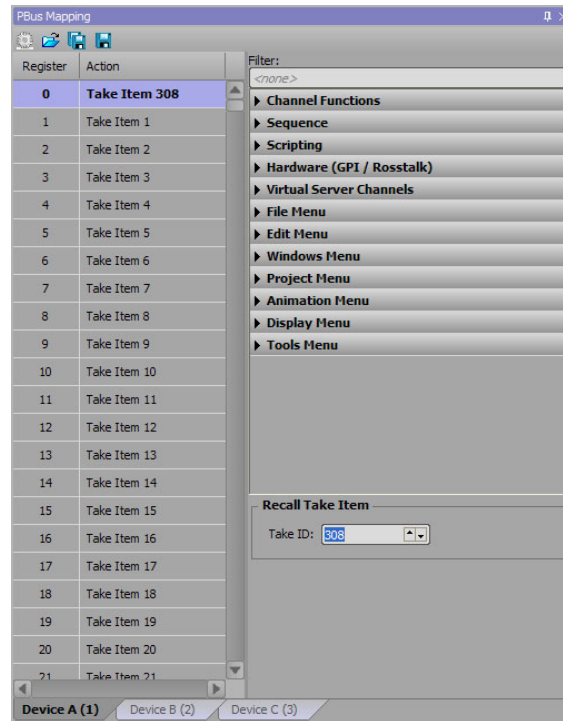 PBus Mapping
Register Action
0 Take Item 308
1 Take Item 1
2 Take Item 2
3 Take Item 3
4 Take Item 4
5 Take Item 5
6 Take Item 6
7 Take Item 7
8 Take Item 8
9 Take Item 9
10 Take Item 10
11 Take Item 11
12 Take Item 12
13 Take Item 13
14 Take Item 14
15 Take Item 15
16 Take Item 16
17 Take Item 17
18 Take Item 18
19 Take Item 19
20 Take Item 20
21 Take Item 21
Filter:
<none>
Channel Functions
Sequence
Scripting
Hardware (GPI / Rosstalk)
Virtual Server Channels
File Menu
Edit Menu
Windows Menu
Project Menu
Animation Menu
Display Menu
Tools Menu
Recall Take Item
Take ID: 308
Device A (1) Device B (2) Device C (3)